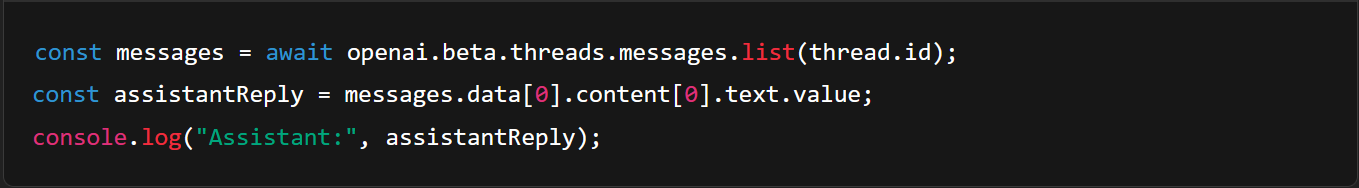 const messages = await openai.beta.threads.messages.list(thread.id);
const assistantReply = messages.data[0].content[0].text.value;
console.log("Assistant:", assistantReply);